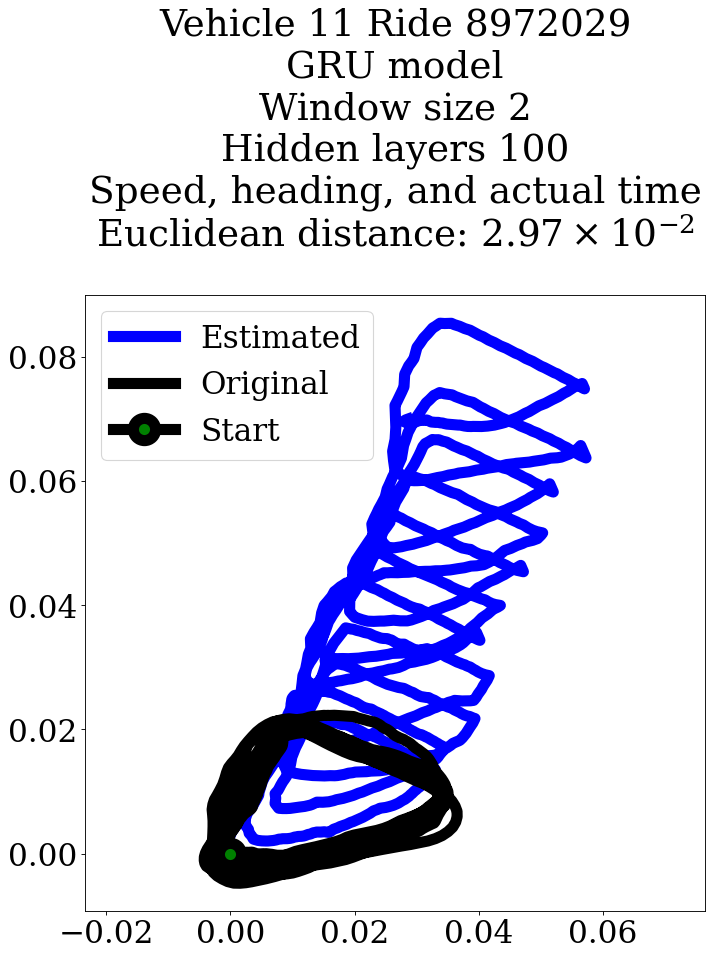 Vehicle 11 Ride 8972029
GRU model
Window size 2
Hidden layers 100
Speed, heading, and actual time
Euclidean distance: 2.97 × 10⁻²
Estimated
Original
Start
0.08
0.06
0.04
0.02
0.00
−0.02 0.00 0.02 0.04 0.06